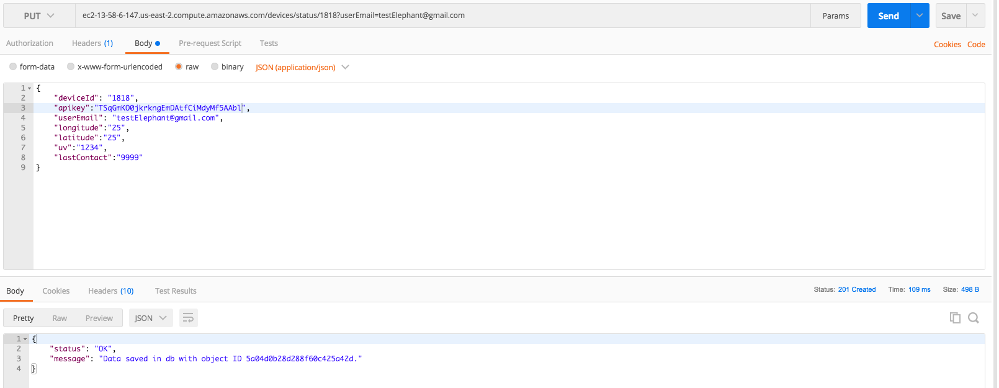 PUT ec2-13-58-6-147.us-east-2.compute.amazonaws.com/devices/status/1818?userEmail=testElephant@gmail.com Params Send Save
Authorization Headers (1) Body Pre-request Script Tests Cookies Code
form-data x-www-form-urlencoded raw binary JSON (application/json)
1 {
2 "deviceId": "1818",
3 "apikey":"TSqGmKO0jkrkngEmDAtfCiMdyMf5AAbl",
4 "userEmail": "testElephant@gmail.com",
5 "longitude":"25",
6 "latitude":"25",
7 "uv":"1234",
8 "lastContact":"9999"
9 }
Body Cookies Headers (10) Test Results Status: 201 Created Time: 109 ms Size: 498 B
Pretty Raw Preview JSON
1 {
2 "status": "OK",
3 "message": "Data saved in db with object ID 5a04d0b28d288f60c425a42d."
4 }